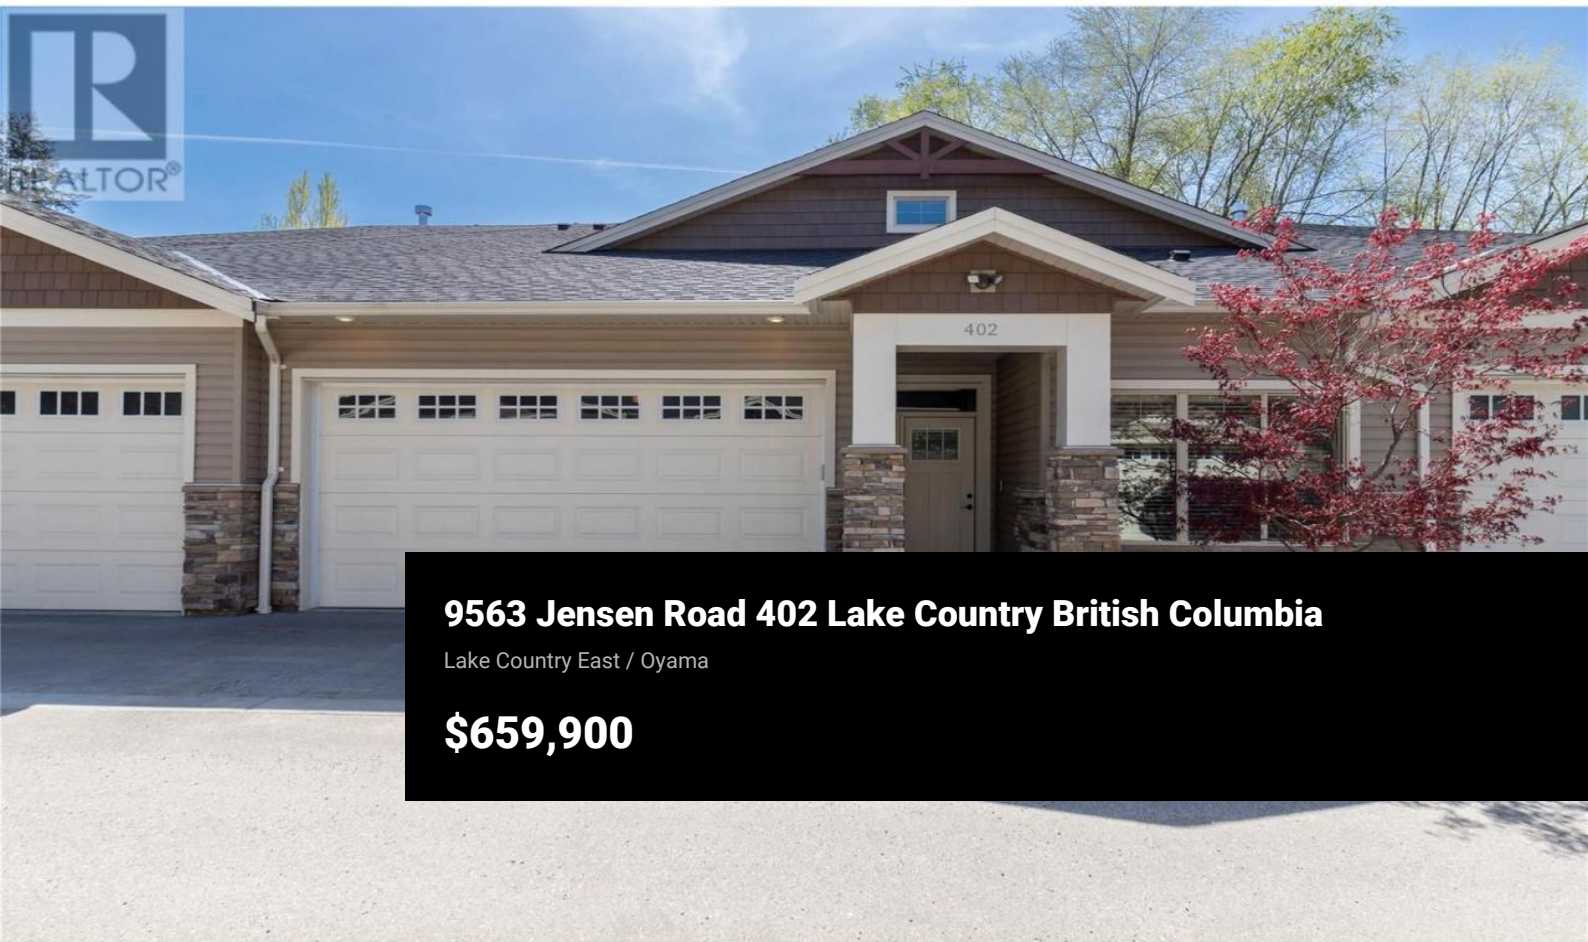 REALTOR®
402
9563 Jensen Road 402 Lake Country British Columbia
Lake Country East / Oyama
$659,900